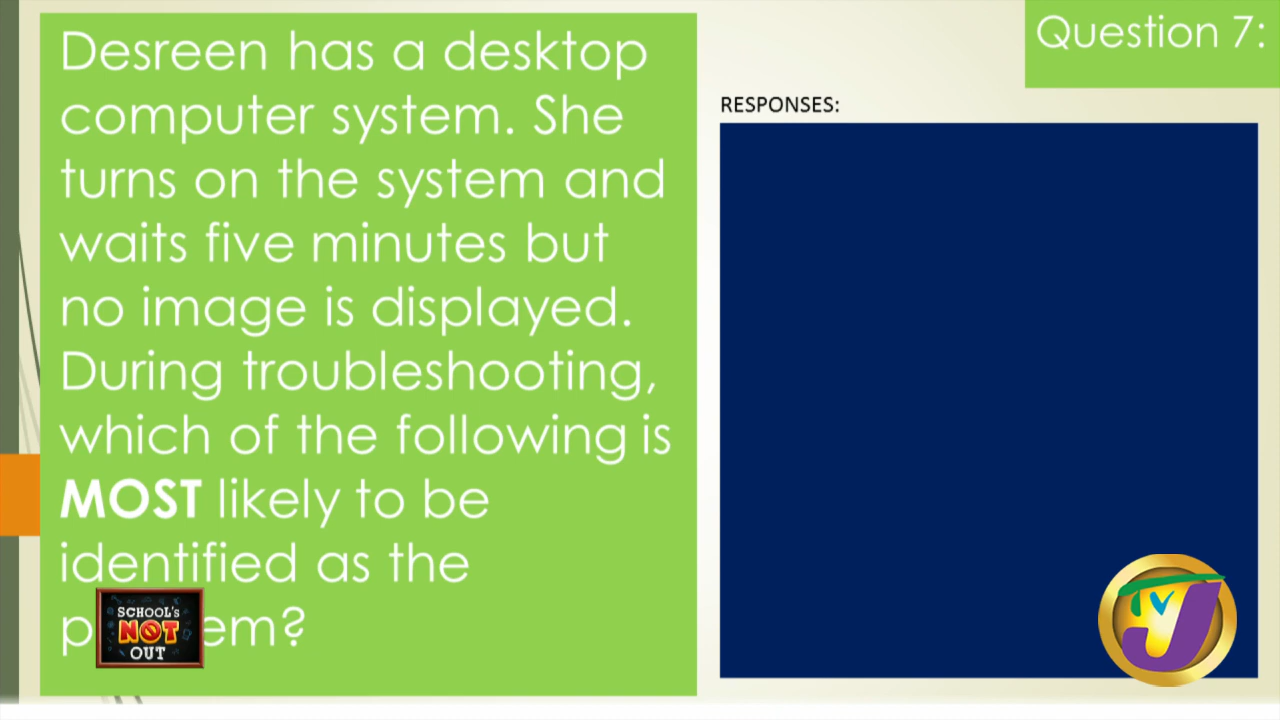 Desreen has a desktop
computer system. She
turns on the system and
waits five minutes but
no image is displayed.
During troubleshooting,
which of the following is
MOST likely to be
identified as the
p em?
SCHOOL'S
NOT
OUT
Question 7:
RESPONSES:
TVJ